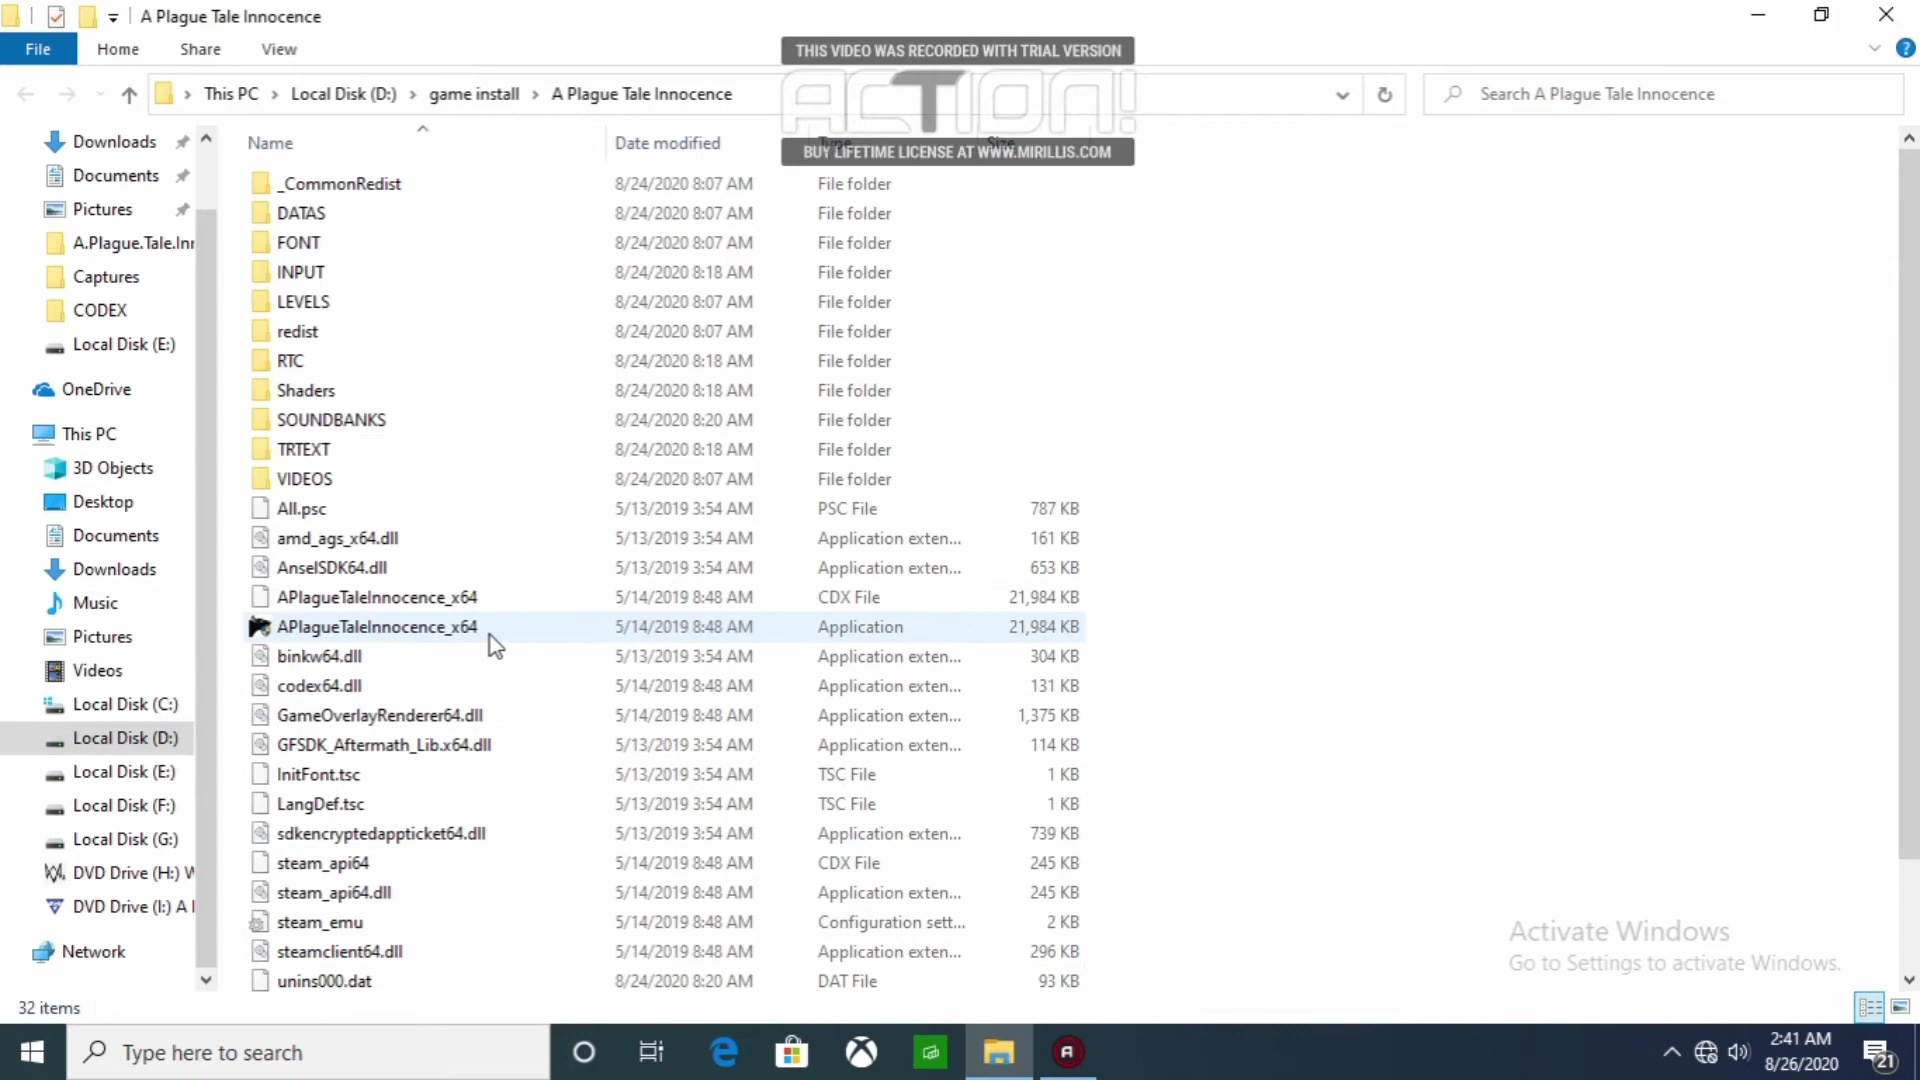 A Plague Tale Innocence
File Home Share View
THIS VIDEO WAS RECORDED WITH TRIAL VERSION
ACTION!
BUY LIFETIME LICENSE AT WWW.MIRILLIS.COM
This PC > Local Disk (D:) > game install > A Plague Tale Innocence
Search A Plague Tale Innocence
Downloads
Documents
Pictures
A.Plague.Tale.Inr
Captures
CODEX
Local Disk (E:)
OneDrive
This PC
3D Objects
Desktop
Documents
Downloads
Music
Pictures
Videos
Local Disk (C:)
Local Disk (D:)
Local Disk (E:)
Local Disk (F:)
Local Disk (G:)
DVD Drive (H:) W
DVD Drive (I:) A I
Network
Name Date modified Type Size
_CommonRedist 8/24/2020 8:07 AM File folder
DATAS 8/24/2020 8:07 AM File folder
FONT 8/24/2020 8:07 AM File folder
INPUT 8/24/2020 8:18 AM File folder
LEVELS 8/24/2020 8:07 AM File folder
redist 8/24/2020 8:07 AM File folder
RTC 8/24/2020 8:18 AM File folder
Shaders 8/24/2020 8:18 AM File folder
SOUNDBANKS 8/24/2020 8:20 AM File folder
TRTEXT 8/24/2020 8:18 AM File folder
VIDEOS 8/24/2020 8:07 AM File folder
All.psc 5/13/2019 3:54 AM PSC File 787 KB
amd_ags_x64.dll 5/13/2019 3:54 AM Application exten... 161 KB
AnselSDK64.dll 5/13/2019 3:54 AM Application exten... 653 KB
APlagueTaleInnocence_x64 5/14/2019 8:48 AM CDX File 21,984 KB
APlagueTaleInnocence_x64 5/14/2019 8:48 AM Application 21,984 KB
binkw64.dll 5/13/2019 3:54 AM Application exten... 304 KB
codex64.dll 5/14/2019 8:48 AM Application exten... 131 KB
GameOverlayRenderer64.dll 5/14/2019 8:48 AM Application exten... 1,375 KB
GFSDK_Aftermath_Lib.x64.dll 5/13/2019 3:54 AM Application exten... 114 KB
InitFont.tsc 5/13/2019 3:54 AM TSC File 1 KB
LangDef.tsc 5/13/2019 3:54 AM TSC File 1 KB
sdkencryptedappticket64.dll 5/13/2019 3:54 AM Application exten... 739 KB
steam_api64 5/14/2019 8:48 AM CDX File 245 KB
steam_api64.dll 5/14/2019 8:48 AM Application exten... 245 KB
steam_emu 5/14/2019 8:48 AM Configuration sett... 2 KB
steamclient64.dll 5/14/2019 8:48 AM Application exten... 296 KB
unins000.dat 8/24/2020 8:20 AM DAT File 93 KB
Activate Windows
Go to Settings to activate Windows.
32 items
Type here to search
2:41 AM
8/26/2020
21